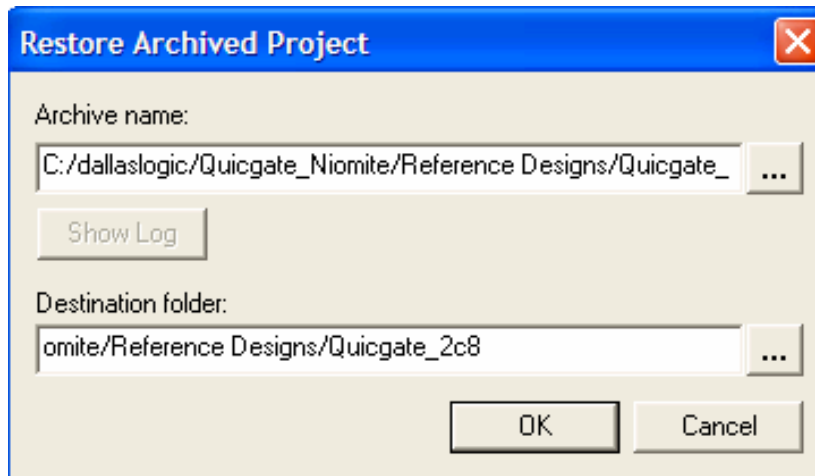 Restore Archived Project
Archive name:
C:/dallaslogic/Quicgate_Niomite/Reference Designs/Quicgate_
...
Show Log
Destination folder:
omite/Reference Designs/Quicgate_2c8
...
OK Cancel